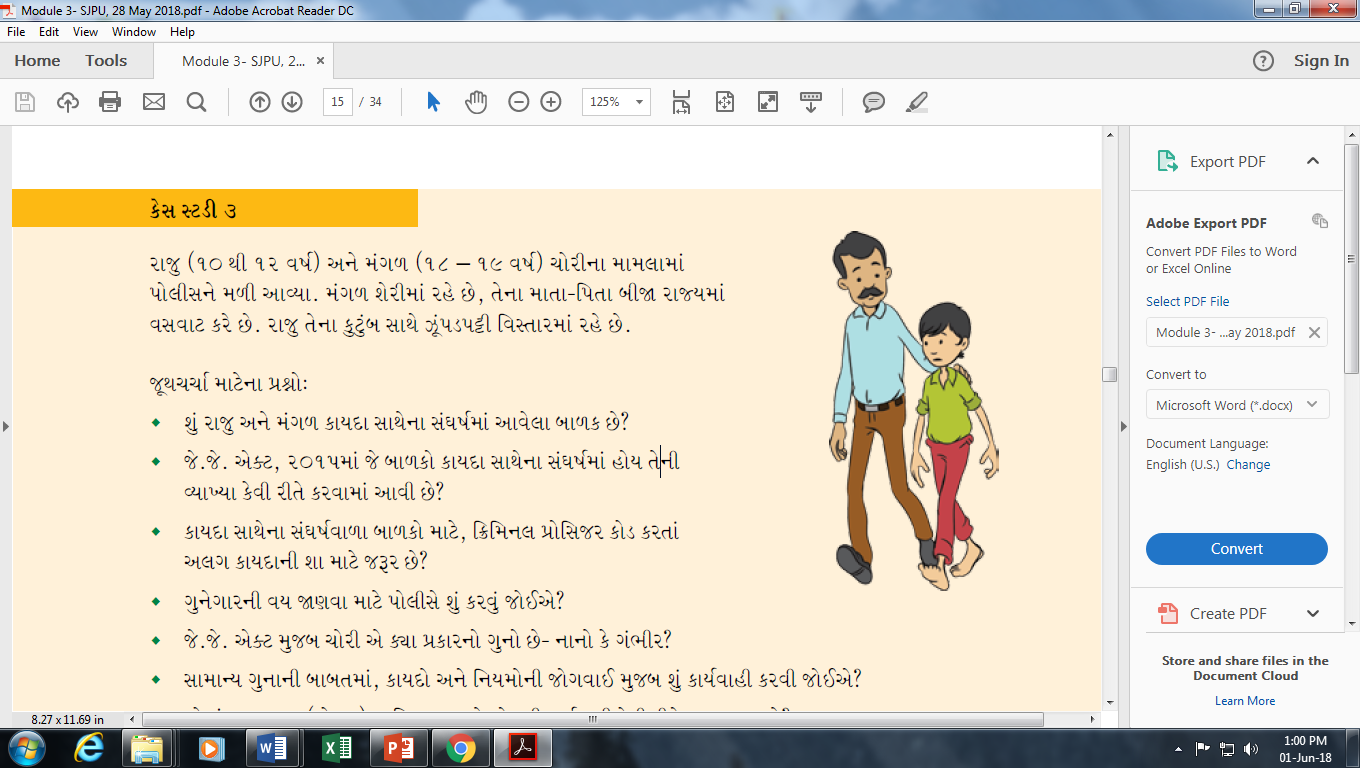 Module 3- SJPU, 28 May 2018.pdf - Adobe Acrobat Reader DC
File Edit View Window Help
Home Tools Module 3- SJPU, 2... × Sign In
15 / 34 125%
કેસ સ્ટડી ૩
રાજુ (૧૦ થી ૧૨ વર્ષ) અને મંગળ (૧૮ – ૧૯ વર્ષ) ચોરીના મામલામાં
પોલીસને મળી આવ્યા. મંગળ શેરીમાં રહે છે, તેના માતા-પિતા બીજા રાજ્યમાં
વસવાટ કરે છે. રાજુ તેના કુટુંબ સાથે ઝૂંપડપટ્ટી વિસ્તારમાં રહે છે.
જૂથચર્ચા માટેના પ્રશ્નો:
શું રાજુ અને મંગળ કાયદા સાથેના સંઘર્ષમાં આવેલા બાળક છે?
જે.જે. એક્ટ, ૨૦૧૫માં જે બાળકો કાયદા સાથેના સંઘર્ષમાં હોય તેની
વ્યાખ્યા કેવી રીતે કરવામાં આવી છે?
કાયદા સાથેના સંઘર્ષવાળા બાળકો માટે, ક્રિમિનલ પ્રોસિજર કોડ કરતાં
અલગ કાયદાની શા માટે જરૂર છે?
ગુનેગારની વય જાણવા માટે પોલીસે શું કરવું જોઈએ?
જે.જે. એક્ટ મુજબ ચોરી એ ક્યા પ્રકારનો ગુનો છે- નાનો કે ગંભીર?
સામાન્ય ગુનાની બાબતમાં, કાયદો અને નિયમોની જોગવાઈ મુજબ શું કાર્યવાહી કરવી જોઈએ?
8.27 x 11.69 in
Export PDF
Adobe Export PDF
Convert PDF Files to Word
or Excel Online
Select PDF File
Module 3- ...ay 2018.pdf
Convert to
Microsoft Word (*.docx)
Document Language:
English (U.S.) Change
Convert
Create PDF
Store and share files in the
Document Cloud
Learn More
1:00 PM
01-Jun-18